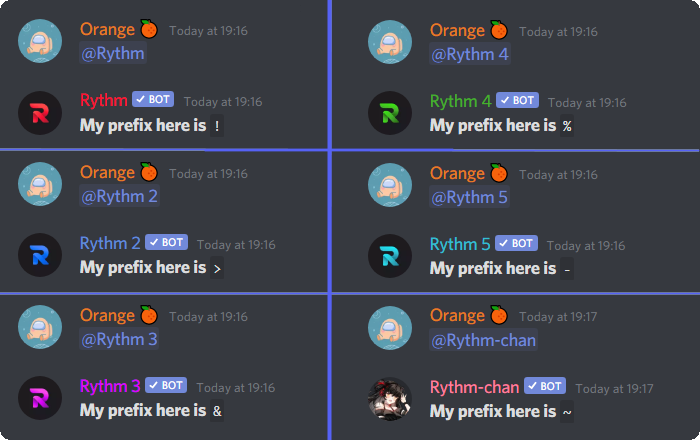 Orange 🍊 Today at 19:16
@Rythm
Rythm ✓ BOT Today at 19:16
My prefix here is !
Orange 🍊 Today at 19:16
@Rythm 2
Rythm 2 ✓ BOT Today at 19:16
My prefix here is >
Orange 🍊 Today at 19:16
@Rythm 3
Rythm 3 ✓ BOT Today at 19:16
My prefix here is &
Orange 🍊 Today at 19:16
@Rythm 4
Rythm 4 ✓ BOT Today at 19:16
My prefix here is %
Orange 🍊 Today at 19:16
@Rythm 5
Rythm 5 ✓ BOT Today at 19:16
My prefix here is -
Orange 🍊 Today at 19:17
@Rythm-chan
Rythm-chan ✓ BOT Today at 19:17
My prefix here is ~